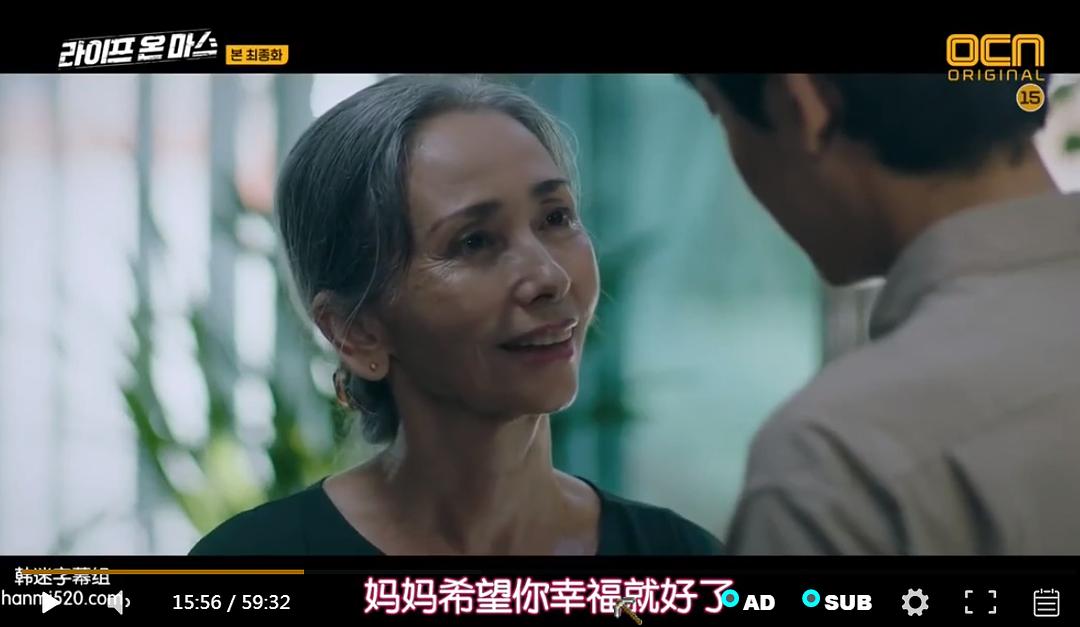 라이프 온 마스 본 최종화
OCN
ORIGINAL
15
韩迷字幕组
hanmi520.com
15:56 / 59:32
妈妈希望你幸福就好了
AD
SUB